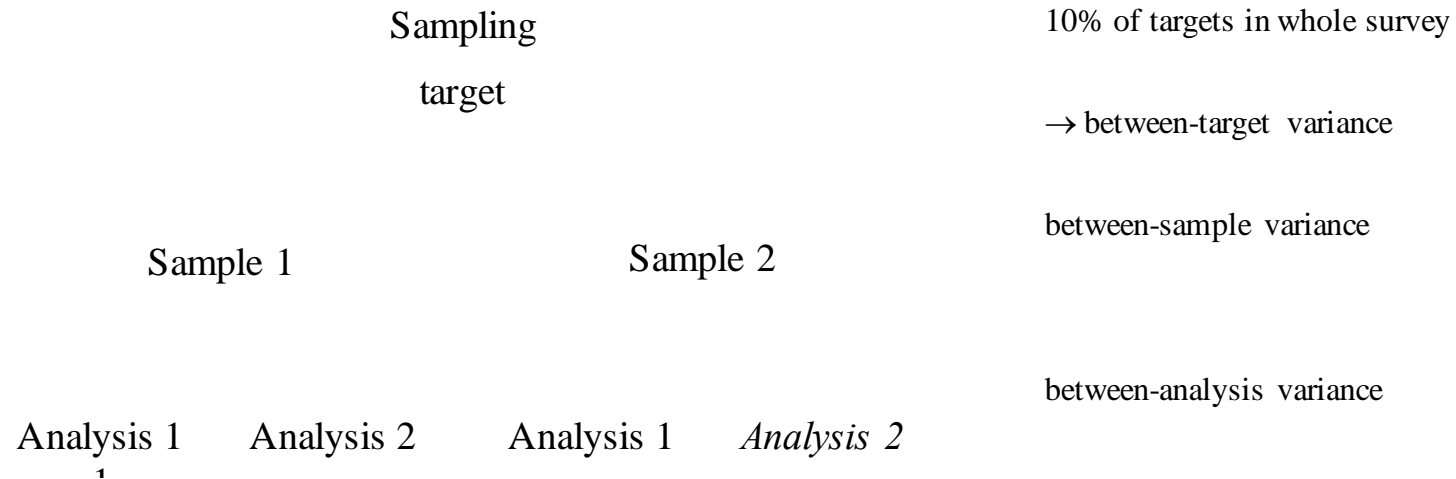 Sampling
target
10% of targets in whole survey
→ between-target variance
between-sample variance
Sample 1
Sample 2
between-analysis variance
Analysis 1
Analysis 2
Analysis 1
Analysis 2